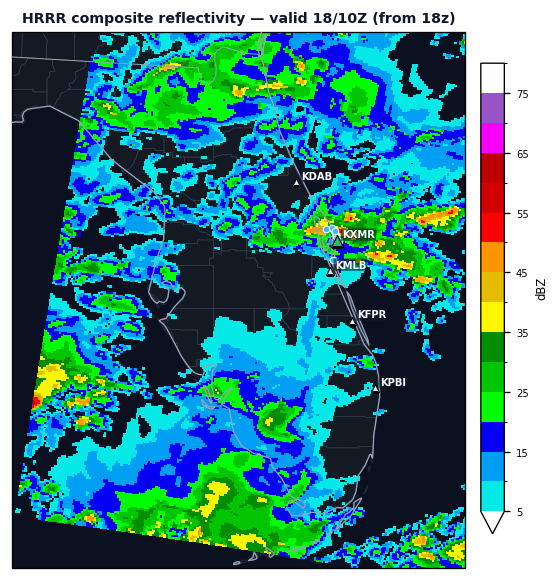 HRRR composite reflectivity — valid 18/10Z (from 18z)
KDAB
KXMR
KMLB
KFPR
KPBI
75
65
55
45
35
25
15
5
dBZ